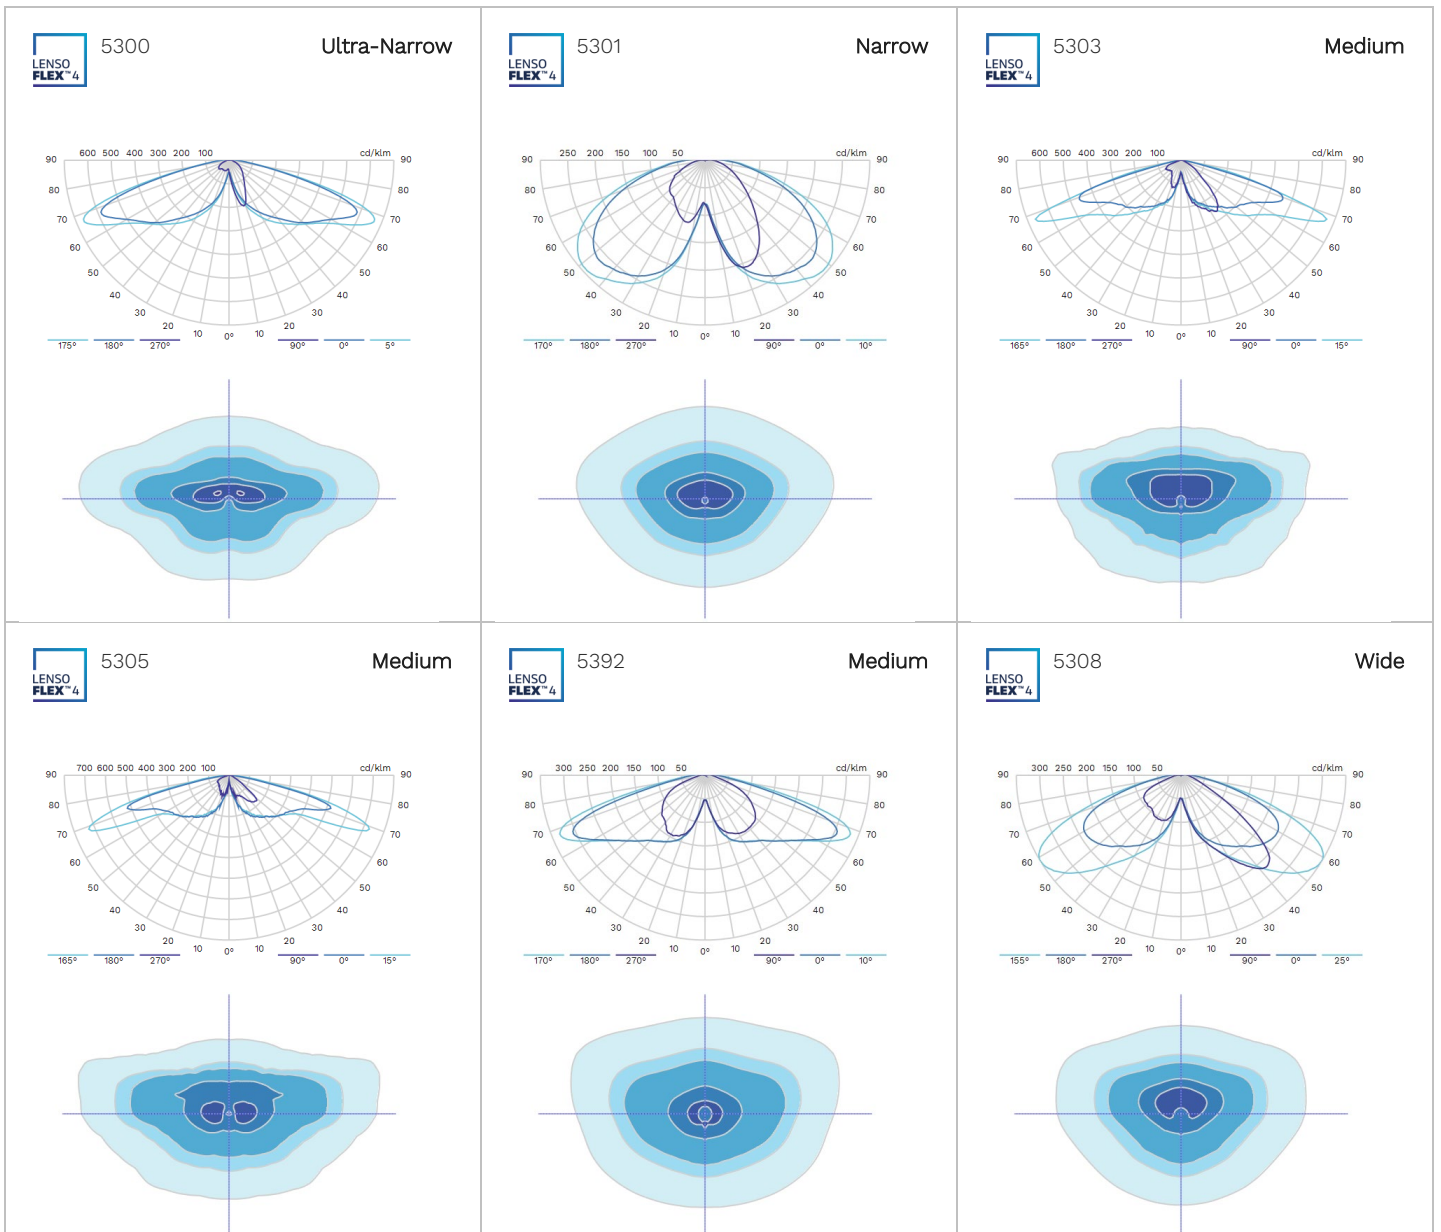 LENSO
FLEX™4
5300
Ultra-Narrow
600 500 400 300 200 100 cd/klm
90 90
80 80
70 70
60 60
50 50
40 40
30 30
20 20
10 0° 10
175° 180° 270° 90° 0° 5°
LENSO
FLEX™4
5301
Narrow
250 200 150 100 50 cd/klm
90 90
80 80
70 70
60 60
50 50
40 40
30 30
20 20
10 0° 10
170° 180° 270° 90° 0° 10°
LENSO
FLEX™4
5303
Medium
600 500 400 300 200 100 cd/klm
90 90
80 80
70 70
60 60
50 50
40 40
30 30
20 20
10 0° 10
165° 180° 270° 90° 0° 15°
LENSO
FLEX™4
5305
Medium
700 600 500 400 300 200 100 cd/klm
90 90
80 80
70 70
60 60
50 50
40 40
30 30
20 20
10 0° 10
165° 180° 270° 90° 0° 15°
LENSO
FLEX™4
5392
Medium
300 250 200 150 100 50 cd/klm
90 90
80 80
70 70
60 60
50 50
40 40
30 30
20 20
10 0° 10
170° 180° 270° 90° 0° 10°
LENSO
FLEX™4
5308
Wide
300 250 200 150 100 50 cd/klm
90 90
80 80
70 70
60 60
50 50
40 40
30 30
20 20
10 0° 10
155° 180° 270° 90° 0° 25°